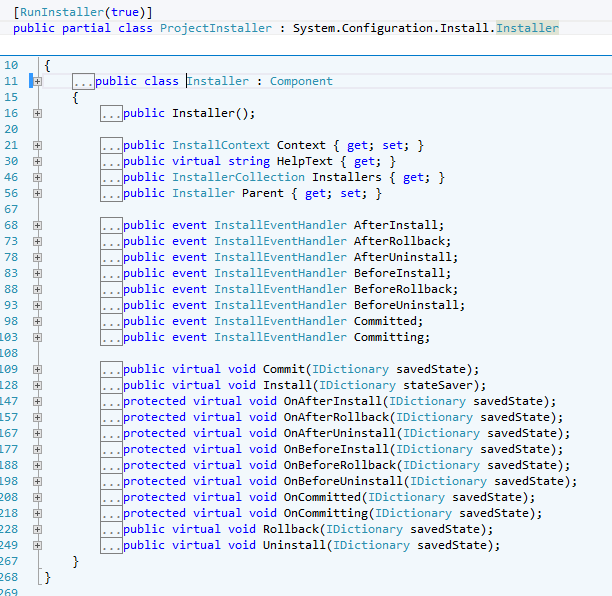 [RunInstaller(true)]
public partial class ProjectInstaller : System.Configuration.Install.Installer
10 {
11 ...public class Installer : Component
15 {
16 ...public Installer();
20
21 ...public InstallContext Context { get; set; }
30 ...public virtual string HelpText { get; }
46 ...public InstallerCollection Installers { get; }
56 ...public Installer Parent { get; set; }
67
68 ...public event InstallEventHandler AfterInstall;
73 ...public event InstallEventHandler AfterRollback;
78 ...public event InstallEventHandler AfterUninstall;
83 ...public event InstallEventHandler BeforeInstall;
88 ...public event InstallEventHandler BeforeRollback;
93 ...public event InstallEventHandler BeforeUninstall;
98 ...public event InstallEventHandler Committed;
103 ...public event InstallEventHandler Committing;
108
109 ...public virtual void Commit(IDictionary savedState);
128 ...public virtual void Install(IDictionary stateSaver);
147 ...protected virtual void OnAfterInstall(IDictionary savedState);
157 ...protected virtual void OnAfterRollback(IDictionary savedState);
167 ...protected virtual void OnAfterUninstall(IDictionary savedState);
177 ...protected virtual void OnBeforeInstall(IDictionary savedState);
188 ...protected virtual void OnBeforeRollback(IDictionary savedState);
198 ...protected virtual void OnBeforeUninstall(IDictionary savedState);
208 ...protected virtual void OnCommitted(IDictionary savedState);
218 ...protected virtual void OnCommitting(IDictionary savedState);
228 ...public virtual void Rollback(IDictionary savedState);
249 ...public virtual void Uninstall(IDictionary savedState);
267 }
268 }
269